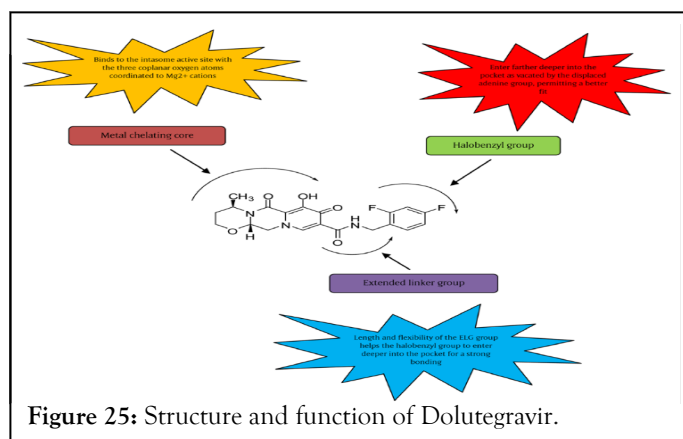 Binds to the intasome active site with
the three coplanar oxygen atoms
coordinated to Mg2+ cations
Enter farther deeper into the
pocket as vacated by the displaced
adenine group, permitting a better
fit
Metal chelating core
Halobenzyl group
CH₃
O
OH
O
F
F
N
H
N
O
H
N
O
Extended linker group
Length and flexibility of the ELG group
helps the halobenzyl group to enter
deeper into the pocket for a strong
bonding
Figure 25: Structure and function of Dolutegravir.